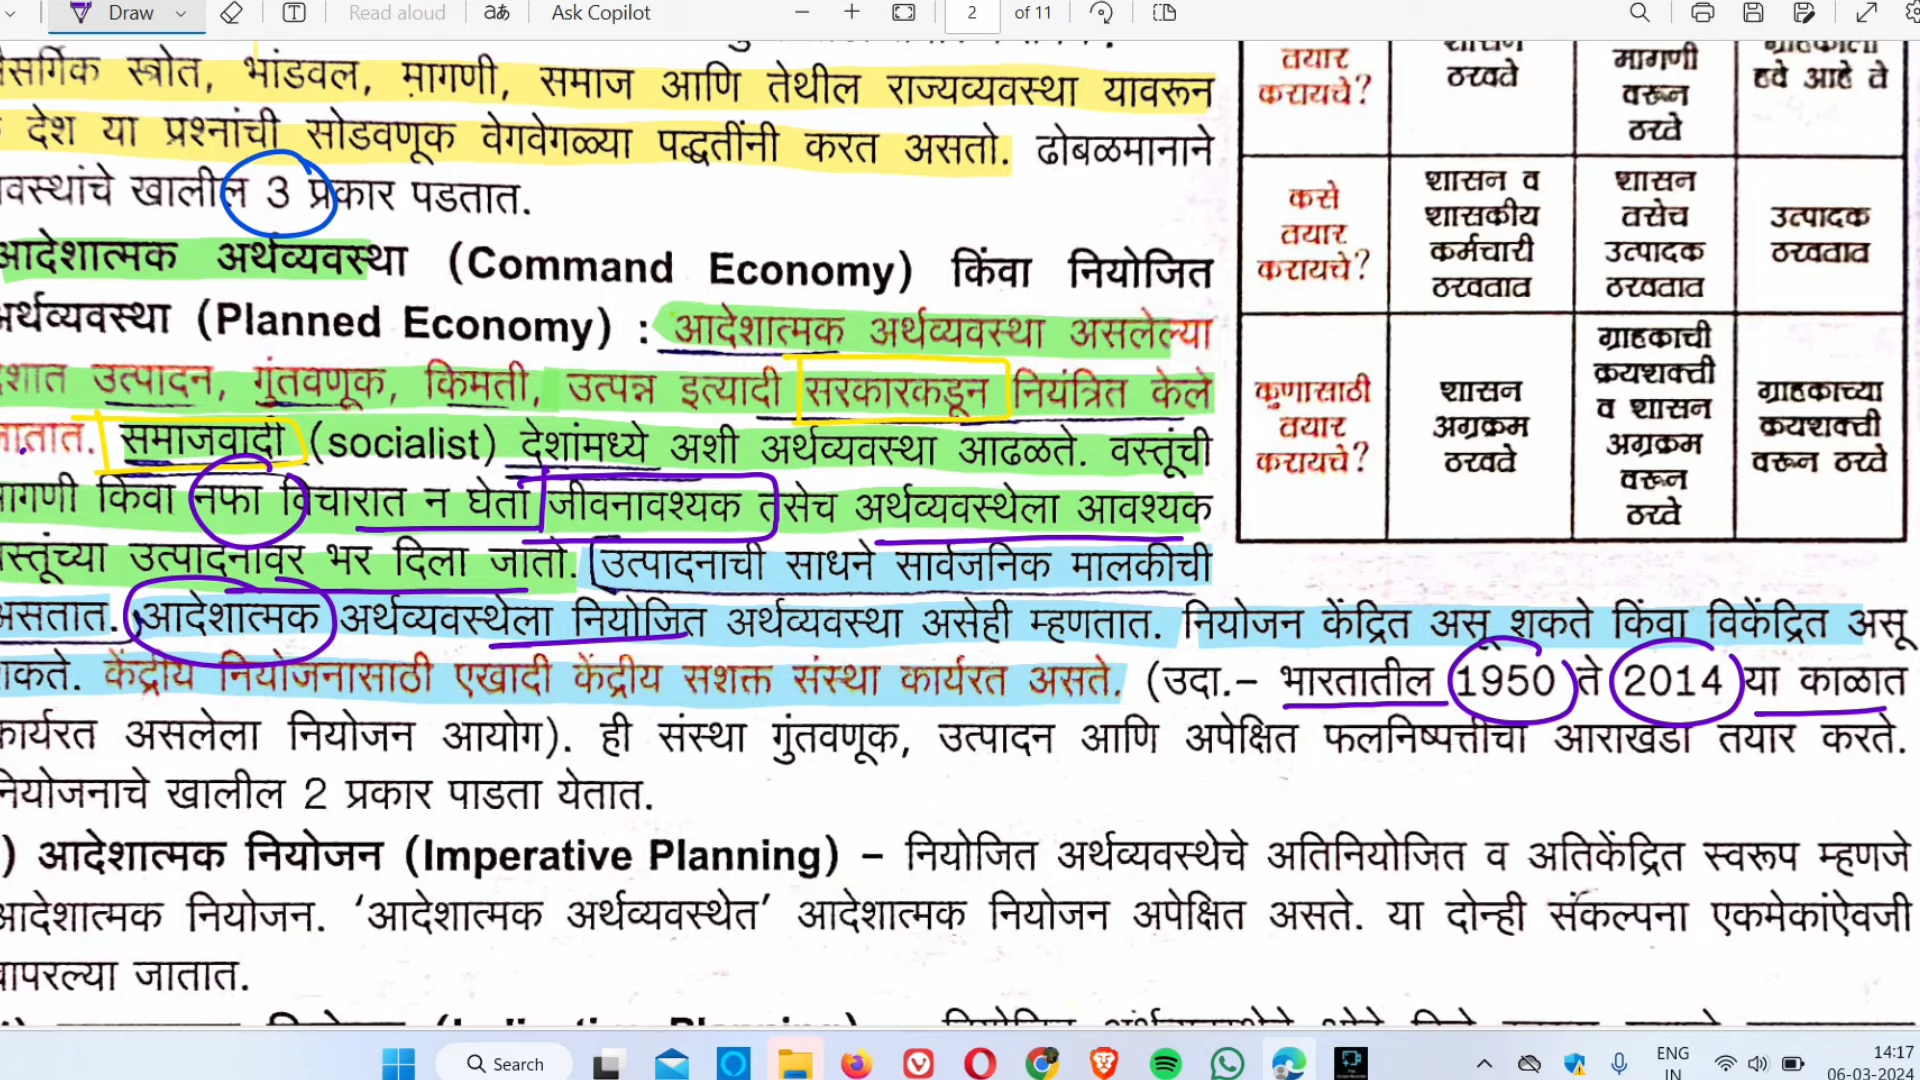 Draw
Read aloud
aあ
Ask Copilot
2
of 11
नैसर्गिक स्त्रोत, भांडवल, मागणी, समाज आणि तेथील राज्यव्यवस्था यावरून
देश या प्रश्नांची सोडवणूक वेगवेगळ्या पद्धतींनी करत असतो. ढोबळमानाने
खालील 3 प्रकार पडतात.
आदेशात्मक अर्थव्यवस्था (Command Economy) किंवा नियोजित
अर्थव्यवस्था (Planned Economy) : आदेशात्मक अर्थव्यवस्था असलेल्या
उत्पादन, गुंतवणूक, किमती, उत्पन्न इत्यादी सरकारकडून नियंत्रित केले
जातात. समाजवादी (socialist) देशांमध्ये अशी अर्थव्यवस्था आढळते. वस्तूंची
मागणी किंवा नफा विचारात न घेता जीवनावश्यक तसेच अर्थव्यवस्थेला आवश्यक
वस्तूंच्या उत्पादनावर भर दिला जातो. उत्पादनाची साधने सार्वजनिक मालकीची
असतात. आदेशात्मक अर्थव्यवस्थेला नियोजित अर्थव्यवस्था असेही म्हणतात. नियोजन केंद्रित असू शकते किंवा विकेंद्रित असू
शकते. केंद्रीय नियोजनासाठी एखादी केंद्रीय सशक्त संस्था कार्यरत असते. (उदा.– भारतातील 1950 ते 2014 या काळात
कार्यरत असलेला नियोजन आयोग). ही संस्था गुंतवणूक, उत्पादन आणि अपेक्षित फलनिष्पत्तीचा आराखडा तयार करते.
नियोजनाचे खालील 2 प्रकार पाडता येतात.
) आदेशात्मक नियोजन (Imperative Planning) – नियोजित अर्थव्यवस्थेचे अतिनियोजित व अतिकेंद्रित स्वरूप म्हणजे
आदेशात्मक नियोजन. ‘आदेशात्मक अर्थव्यवस्थेत’ आदेशात्मक नियोजन अपेक्षित असते. या दोन्ही संकल्पना एकमेकांऐवजी
वापरल्या जातात.
तयार
करायचे?
शासन
ठरवते
मागणी
वरून
ठरते
ग्राहकाला
हवे आहे ते
कसे
तयार
करायचे?
शासन व
शासकीय
कर्मचारी
ठरवतात
शासन
तसेच
उत्पादक
ठरवतात
उत्पादक
ठरवतात
कुणासाठी
तयार
करायचे?
शासन
अग्रक्रम
ठरवते
ग्राहकाची
क्रयशक्ती
व शासन
अग्रक्रम
वरून
ठरते
ग्राहकाच्या
क्रयशक्ती
वरून ठरते
Search
ENG
IN
14:17
06-03-2024